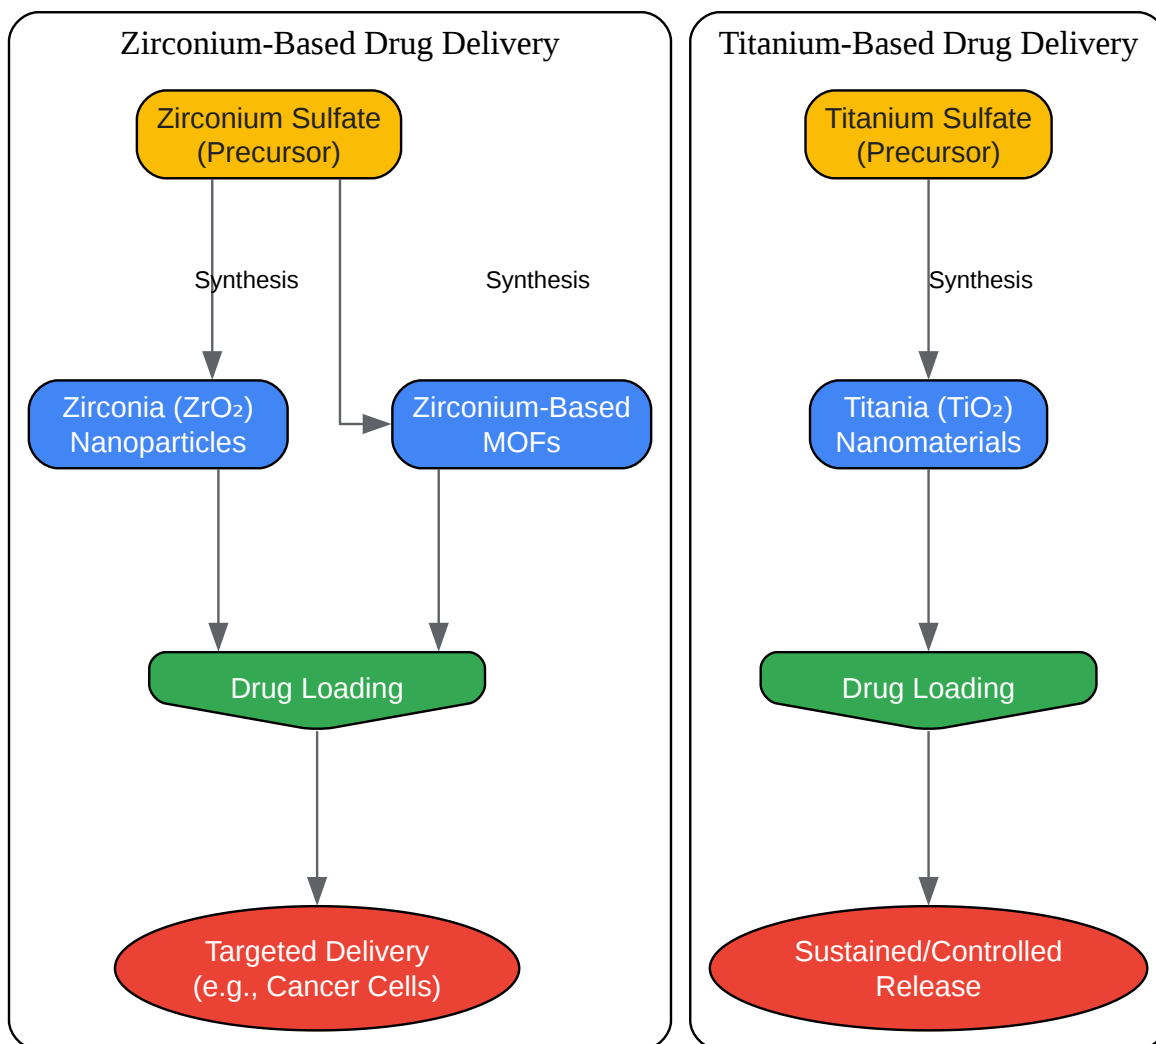 Zirconium-Based Drug Delivery
Zirconium Sulfate
(Precursor)
Synthesis
Synthesis
Zirconia (ZrO₂)
Nanoparticles
Zirconium-Based
MOFs
Drug Loading
Targeted Delivery
(e.g., Cancer Cells)
Titanium-Based Drug Delivery
Titanium Sulfate
(Precursor)
Synthesis
Titania (TiO₂)
Nanomaterials
Drug Loading
Sustained/Controlled
Release